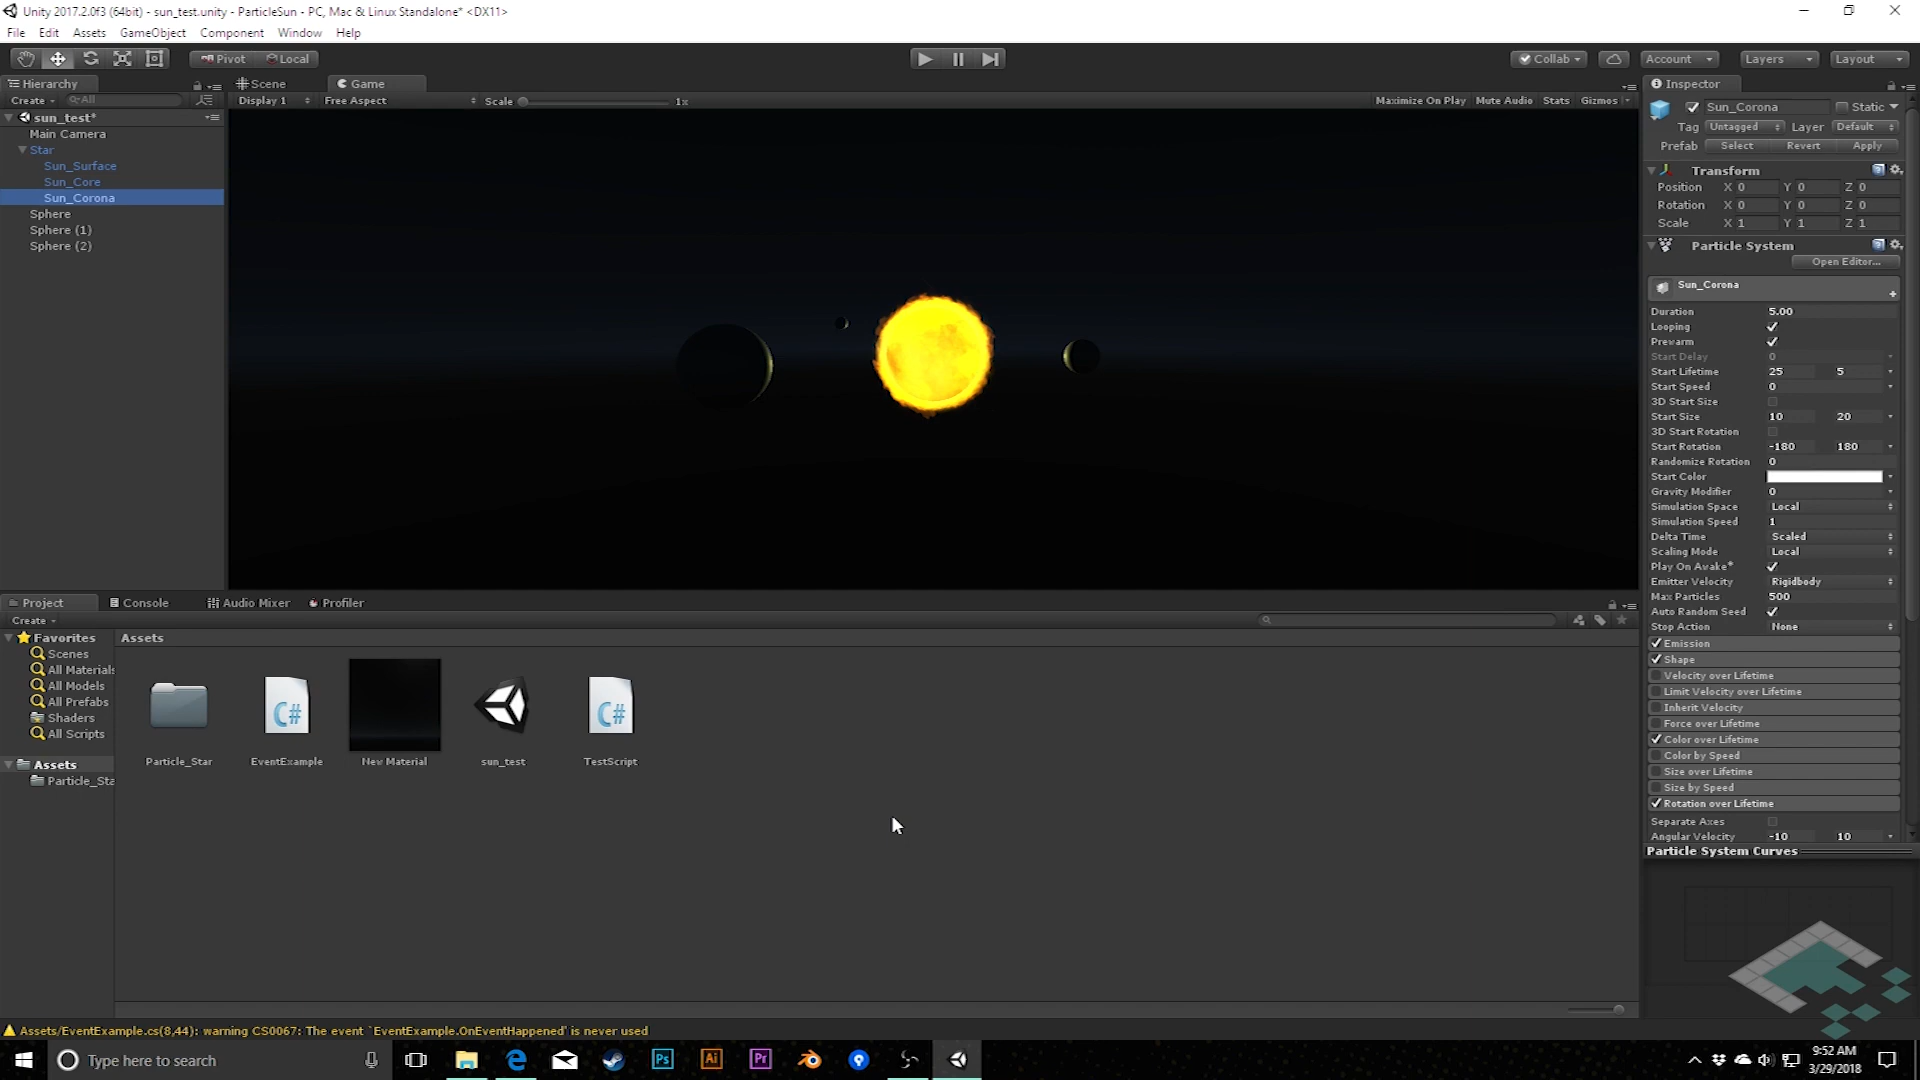 Unity 2017.2.0f3 (64bit) - sun_test.unity - ParticleSun - PC, Mac & Linux Standalone* <DX11>
File Edit Assets GameObject Component Window Help
Pivot Local Collab Account Layers Layout
Hierarchy
Create All
sun_test*
Main Camera
Star
Sun_Surface
Sun_Core
Sun_Corona
Sphere
Sphere (1)
Sphere (2)
Scene Game
Display 1 Free Aspect Scale 1x Maximize On Play Mute Audio Stats Gizmos
Inspector
Sun_Corona Static
Tag Untagged Layer Default
Prefab Select Revert Apply
Transform
Position X 0 Y 0 Z 0
Rotation X 0 Y 0 Z 0
Scale X 1 Y 1 Z 1
Particle System
Open Editor...
Sun_Corona
Duration 5.00
Looping
Prewarm
Start Delay 0
Start Lifetime 25 5
Start Speed 0
3D Start Size
Start Size 10 20
3D Start Rotation
Start Rotation -180 180
Randomize Rotation 0
Start Color
Gravity Modifier 0
Simulation Space Local
Simulation Speed 1
Delta Time Scaled
Scaling Mode Local
Play On Awake*
Emitter Velocity Rigidbody
Max Particles 500
Auto Random Seed
Stop Action None
Emission
Shape
Velocity over Lifetime
Limit Velocity over Lifetime
Inherit Velocity
Force over Lifetime
Color over Lifetime
Color by Speed
Size over Lifetime
Size by Speed
Rotation over Lifetime
Separate Axes
Angular Velocity -10 10
Particle System Curves
Project Console Audio Mixer Profiler
Create
Favorites
Scenes
All Materials
All Models
All Prefabs
Shaders
All Scripts
Assets
Particle_Sta
Assets
C# C#
Particle_Star EventExample New Material sun_test TestScript
Assets/EventExample.cs(8,44): warning CS0067: The event `EventExample.OnEventHappened' is never used
Type here to search
Ps Ai Pr
9:52 AM
3/29/2018